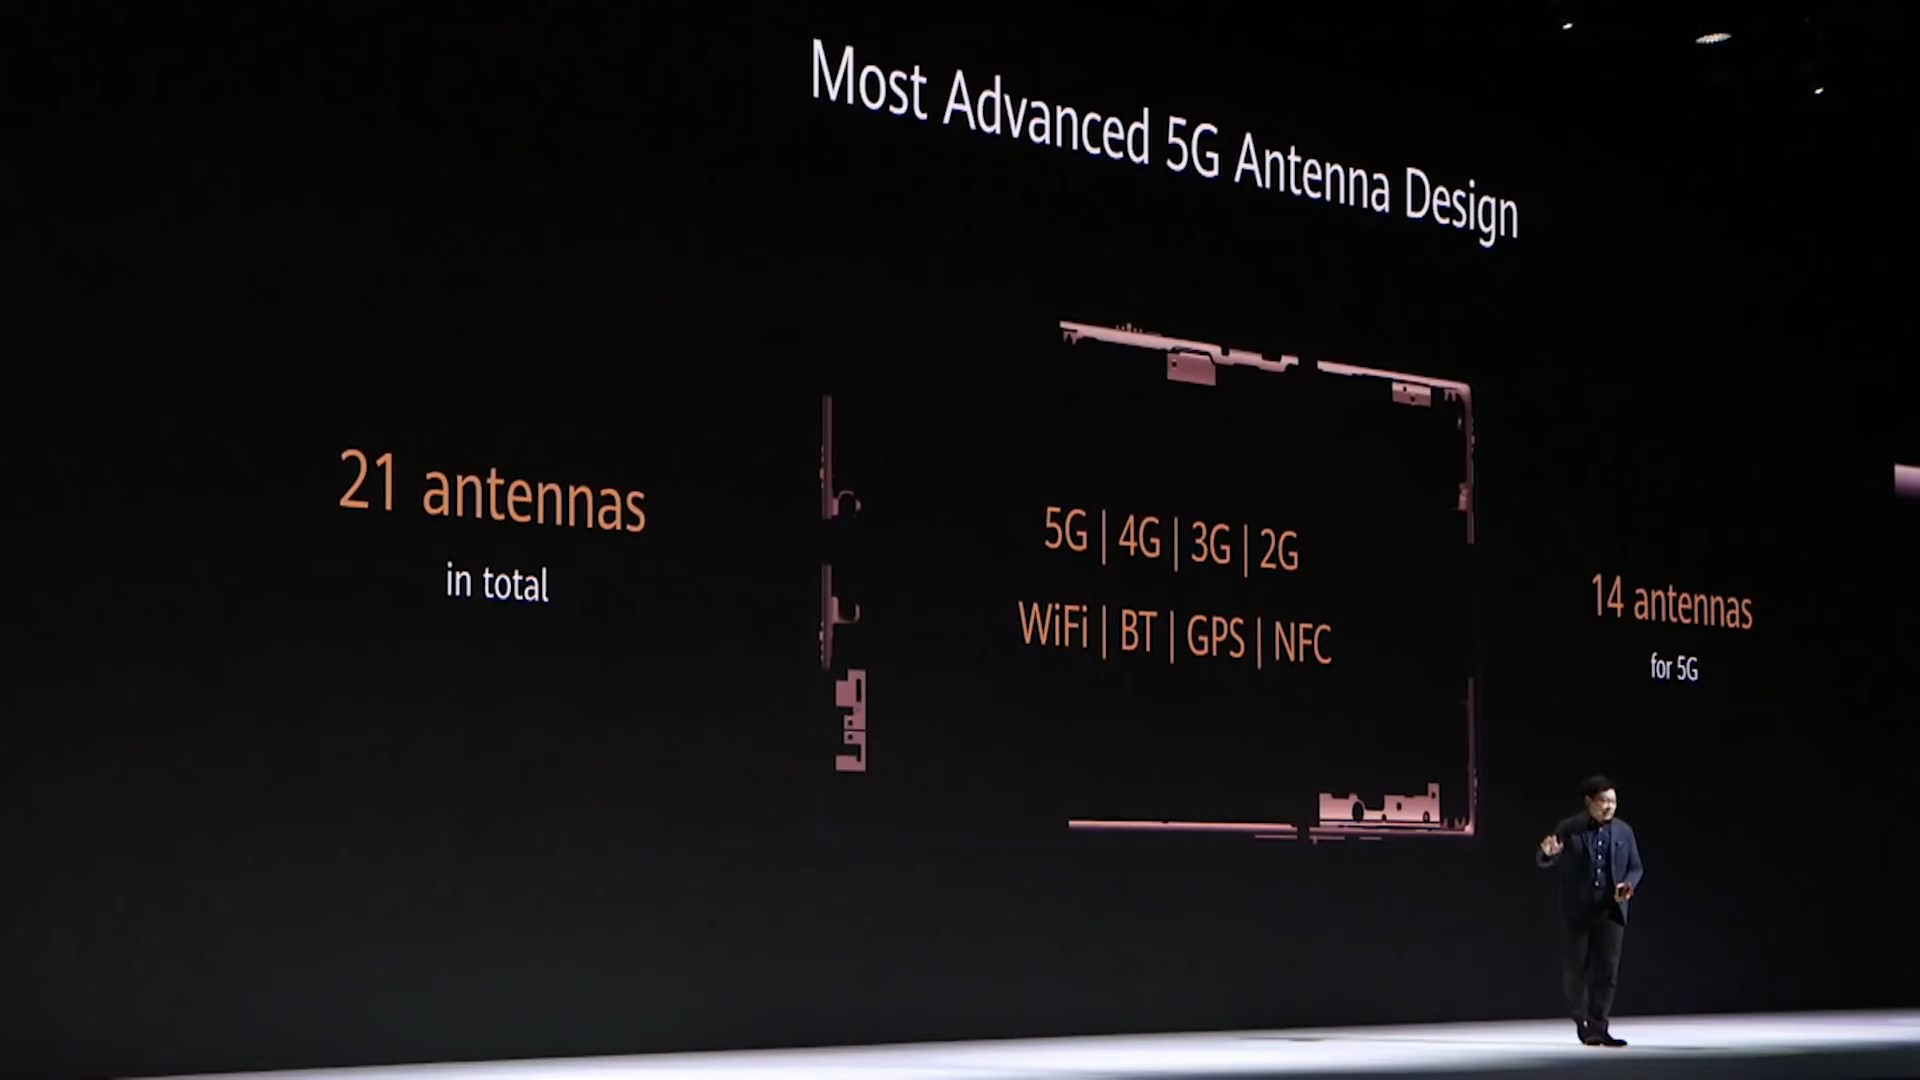 Most Advanced 5G Antenna Design
21 antennas
in total
5G | 4G | 3G | 2G
WiFi | BT | GPS | NFC
14 antennas
for 5G